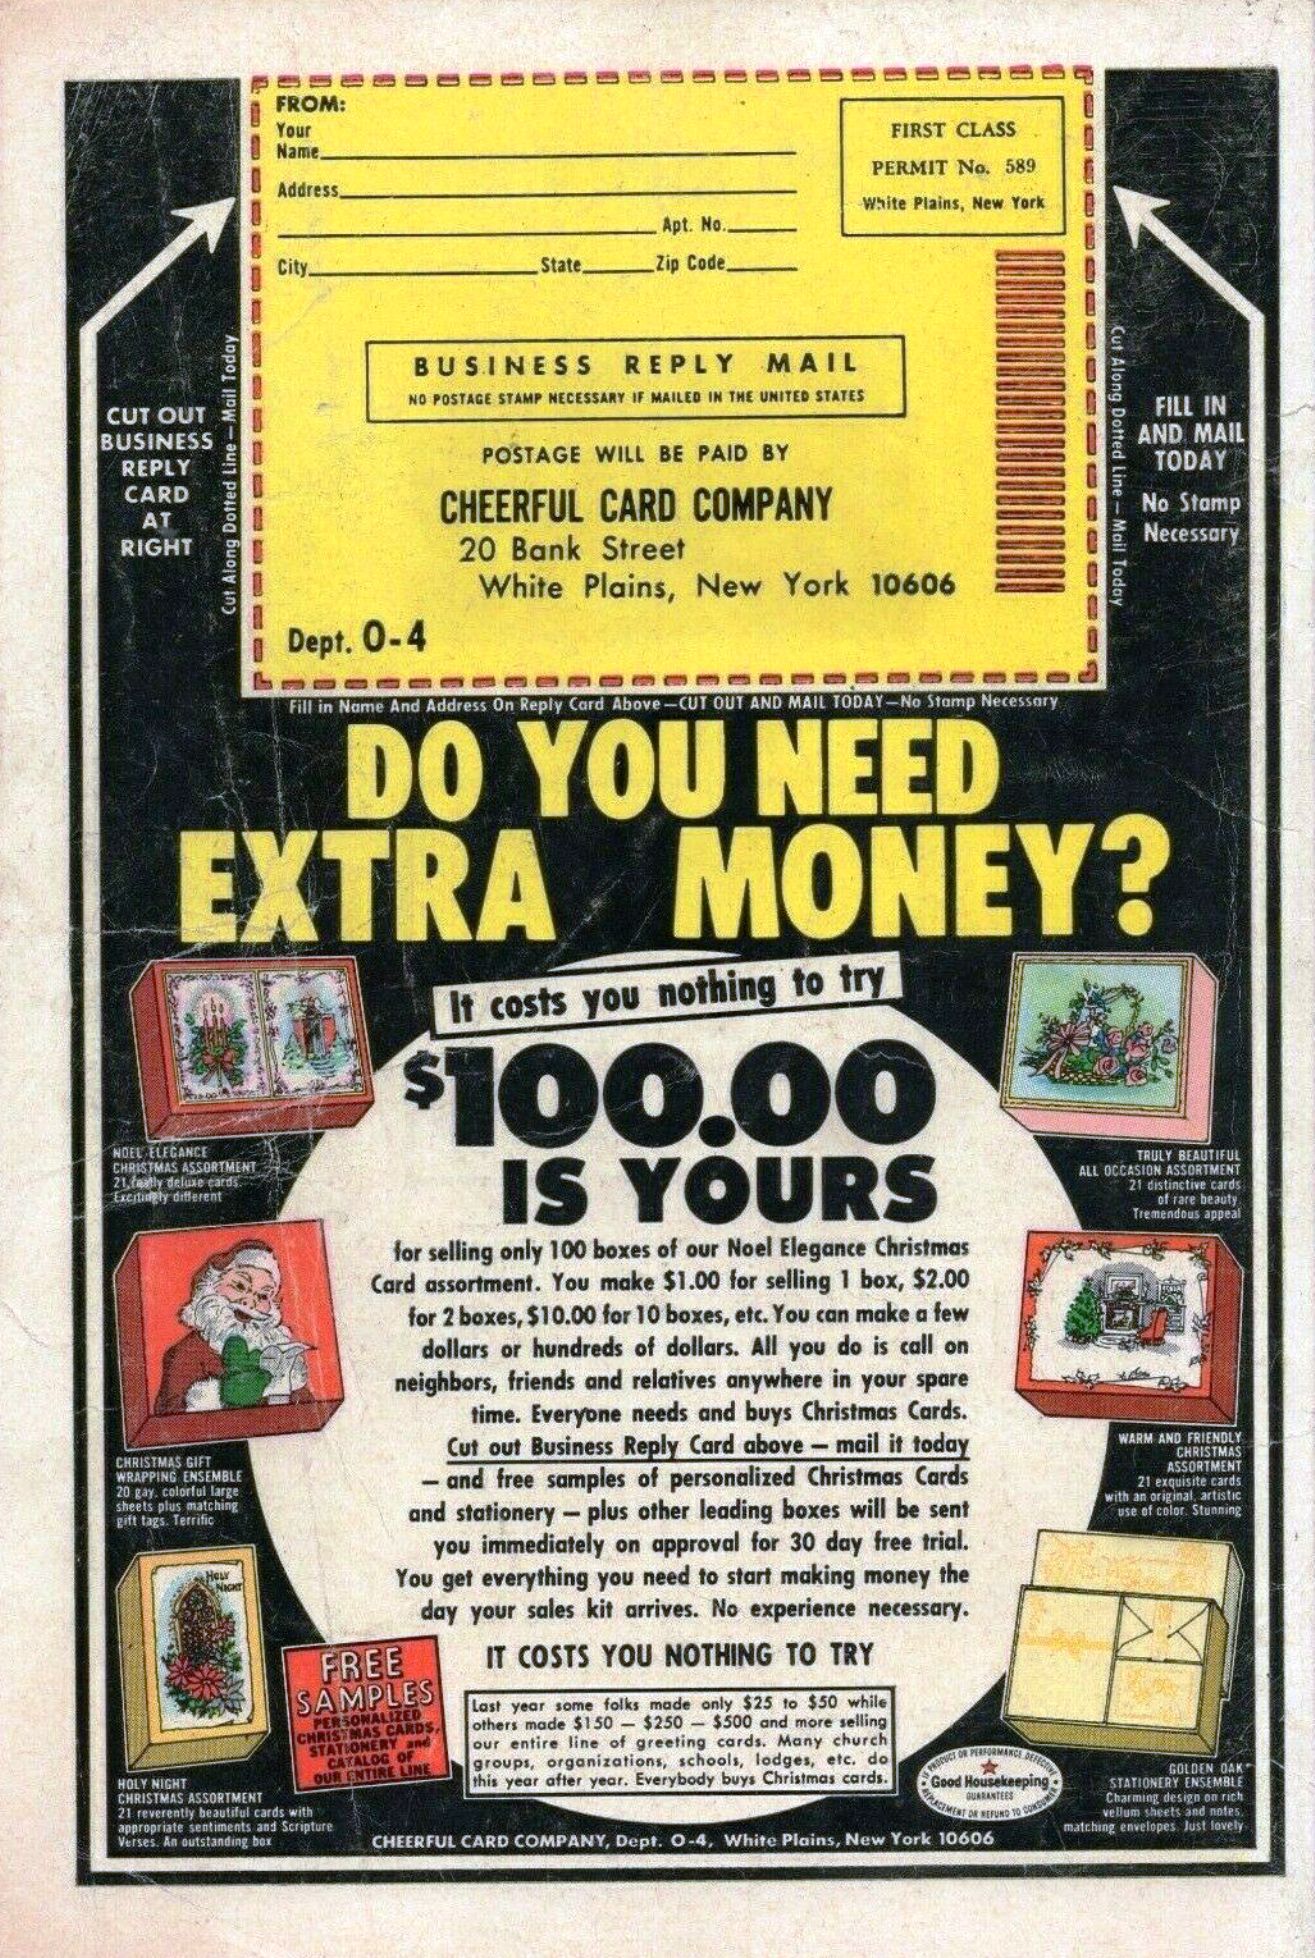 FROM:
Your
Name
Address
Apt. No.
City State Zip Code
FIRST CLASS
PERMIT No. 589
White Plains, New York
BUSINESS REPLY MAIL
NO POSTAGE STAMP NECESSARY IF MAILED IN THE UNITED STATES
POSTAGE WILL BE PAID BY
CHEERFUL CARD COMPANY
20 Bank Street
White Plains, New York 10606
Dept. O-4
CUT OUT
BUSINESS
REPLY
CARD
AT
RIGHT
Cut Along Dotted Line — Mail Today
Cut Along Dotted Line — Mail Today
FILL IN
AND MAIL
TODAY
No Stamp
Necessary
Fill in Name And Address On Reply Card Above—CUT OUT AND MAIL TODAY—No Stamp Necessary
DO YOU NEED
EXTRA MONEY?
It costs you nothing to try
$100.00
IS YOURS
for selling only 100 boxes of our Noel Elegance Christmas
Card assortment. You make $1.00 for selling 1 box, $2.00
for 2 boxes, $10.00 for 10 boxes, etc. You can make a few
dollars or hundreds of dollars. All you do is call on
neighbors, friends and relatives anywhere in your spare
time. Everyone needs and buys Christmas Cards.
Cut out Business Reply Card above — mail it today
— and free samples of personalized Christmas Cards
and stationery — plus other leading boxes will be sent
you immediately on approval for 30 day free trial.
You get everything you need to start making money the
day your sales kit arrives. No experience necessary.
IT COSTS YOU NOTHING TO TRY
Last year some folks made only $25 to $50 while
others made $150 — $250 — $500 and more selling
our entire line of greeting cards. Many church
groups, organizations, schools, lodges, etc. do
this year after year. Everybody buys Christmas cards.
NOEL ELEGANCE
CHRISTMAS ASSORTMENT
21 really deluxe cards.
Excitingly different
CHRISTMAS GIFT
WRAPPING ENSEMBLE
20 gay, colorful large
sheets plus matching
gift tags. Terrific
HOLY
NIGHT
HOLY NIGHT
CHRISTMAS ASSORTMENT
21 reverently beautiful cards with
appropriate sentiments and Scripture
Verses. An outstanding box
FREE
SAMPLES
PERSONALIZED
CHRISTMAS CARDS,
STATIONERY and
CATALOG OF
OUR ENTIRE LINE
TRULY BEAUTIFUL
ALL OCCASION ASSORTMENT
21 distinctive cards
of rare beauty.
Tremendous appeal
WARM AND FRIENDLY
CHRISTMAS
ASSORTMENT
21 exquisite cards
with an original, artistic
use of color. Stunning
GOLDEN OAK
STATIONERY ENSEMBLE
Charming design on rich
vellum sheets and notes,
matching envelopes. Just lovely
IF PRODUCT OR PERFORMANCE DEFECTIVE
Good Housekeeping
GUARANTEES
REPLACEMENT OR REFUND TO CONSUMER
CHEERFUL CARD COMPANY, Dept. O-4, White Plains, New York 10606